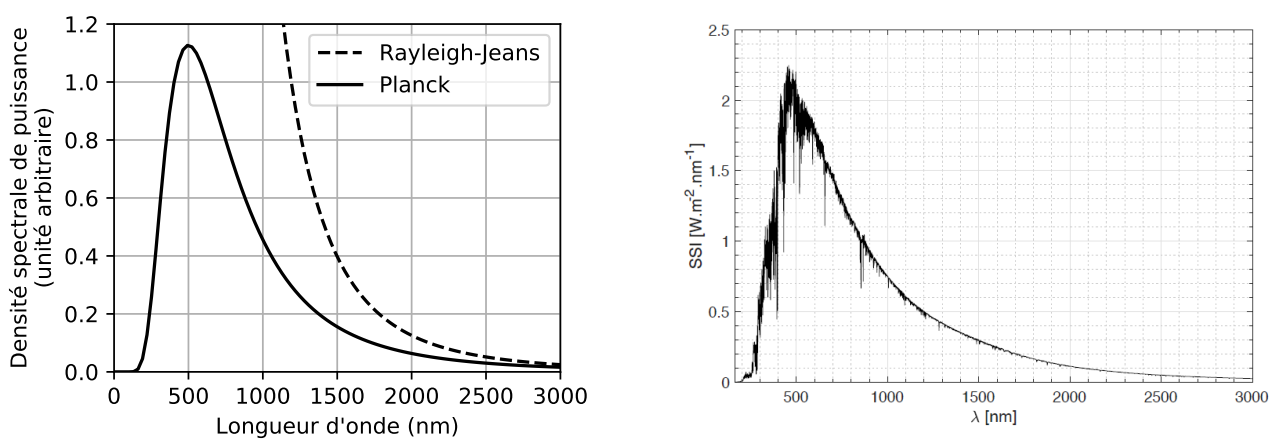 Densité spectrale de puissance
(unité arbitraire)
1.2
1.0
0.8
0.6
0.4
0.2
0.0
Rayleigh-Jeans
Planck
0 500 1000 1500 2000 2500 3000
Longueur d'onde (nm)
SSI [W.m-2.nm-1]
2.5
2
1.5
1
0.5
0
500 1000 1500 2000 2500 3000
λ [nm]